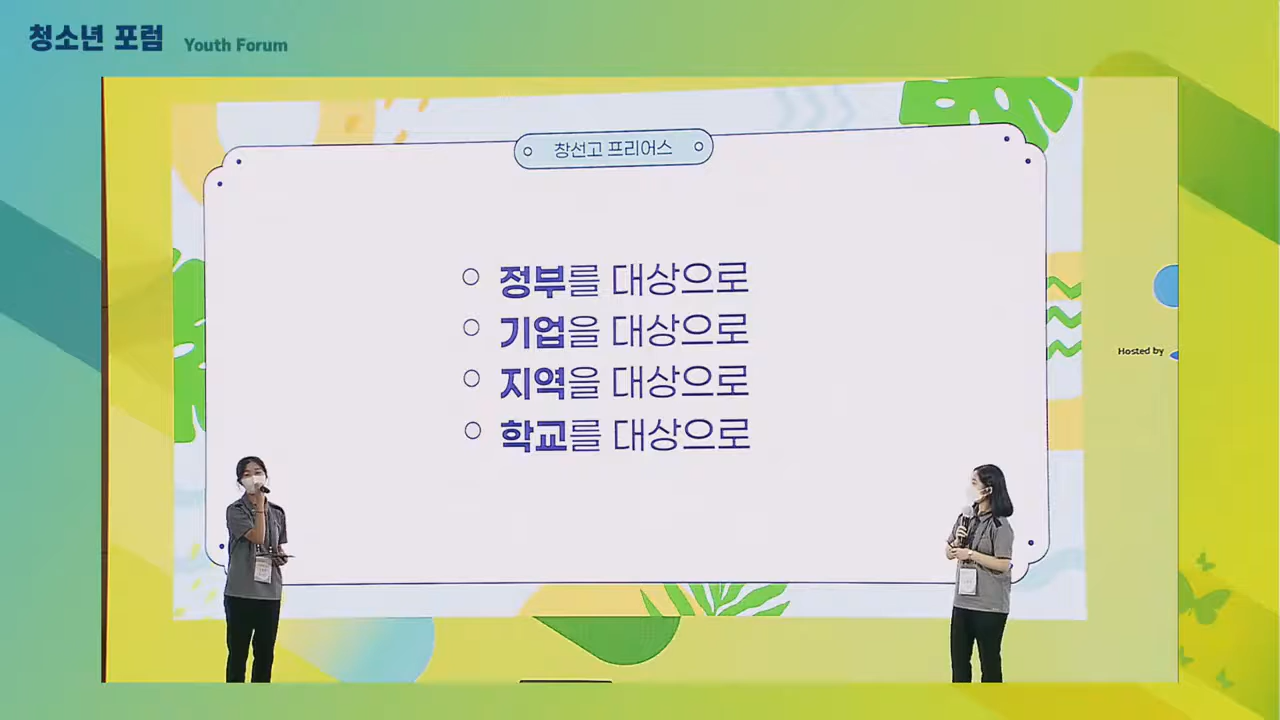 청소년 포럼 Youth Forum
창선고 프리어스
정부를 대상으로
기업을 대상으로
지역을 대상으로
학교를 대상으로
Hosted by